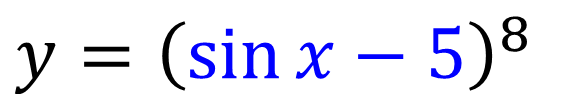 y = (sin x − 5)⁸